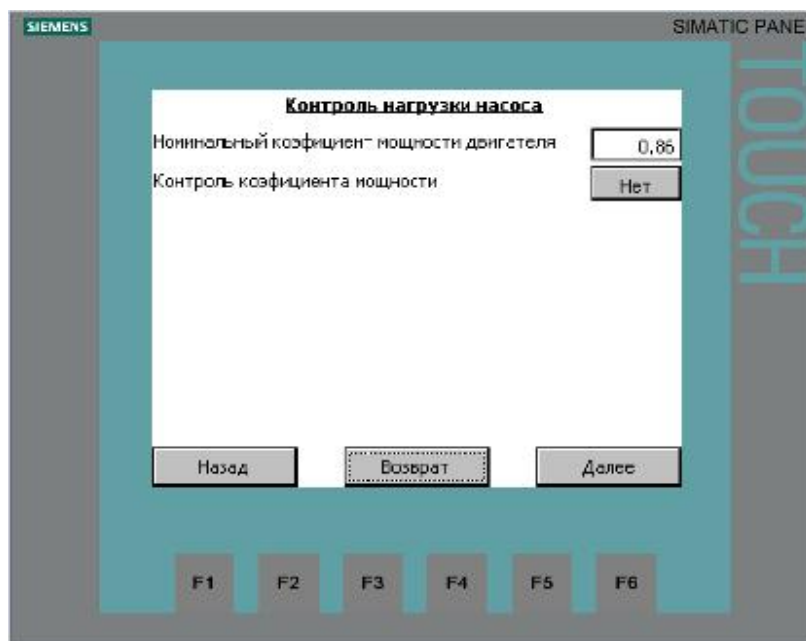 SIEMENS
SIMATIC PANE
TOUCH
Контроль нагрузки насоса
Номинальный коэфициент мощности двигателя 0,86
Контроль коэфициента мощности Нет
Назад Возврат Далее
F1 F2 F3 F4 F5 F6